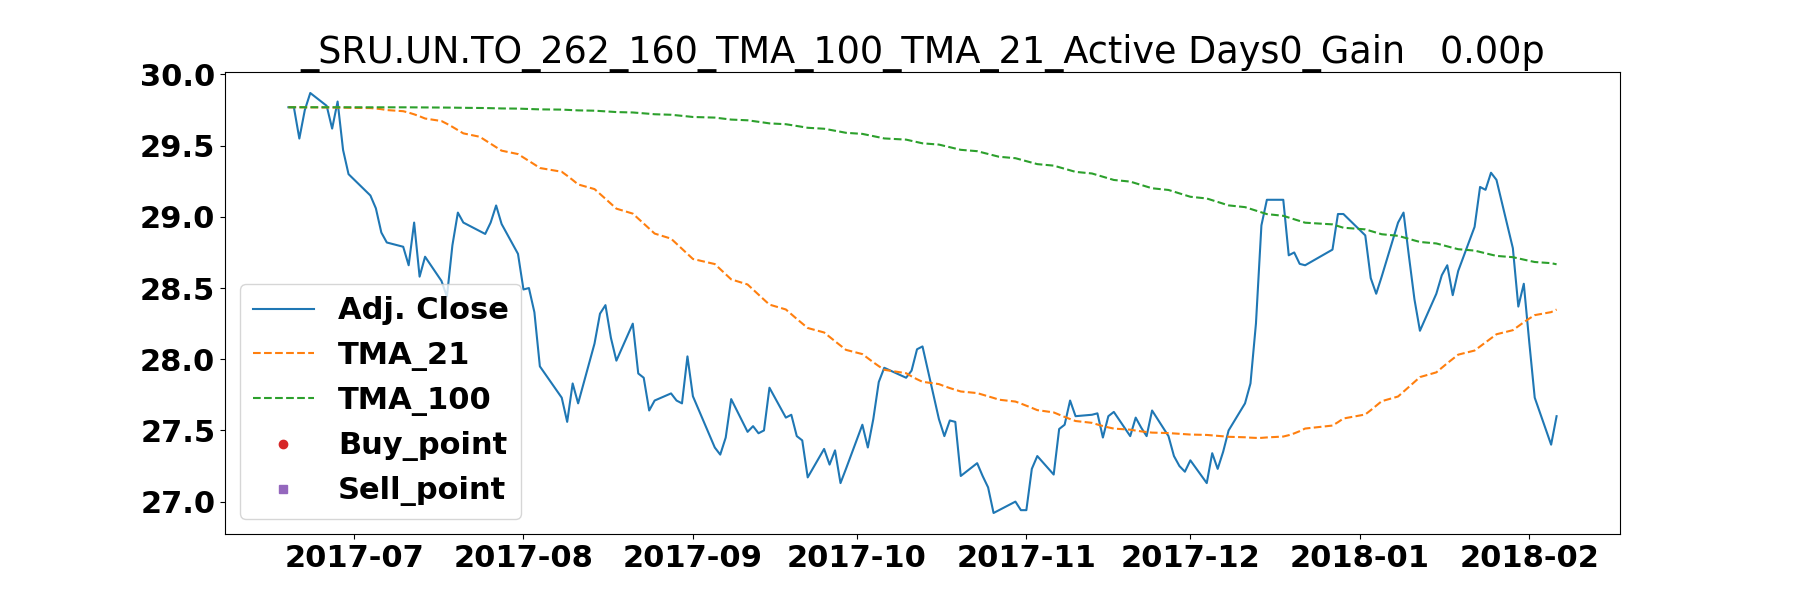 _SRU.UN.TO_262_160_TMA_100_TMA_21_Active Days0_Gain   0.00p
30.0
29.5
29.0
28.5
28.0
27.5
27.0
Adj. Close
TMA_21
TMA_100
Buy_point
Sell_point
2017-07 2017-08 2017-09 2017-10 2017-11 2017-12 2018-01 2018-02